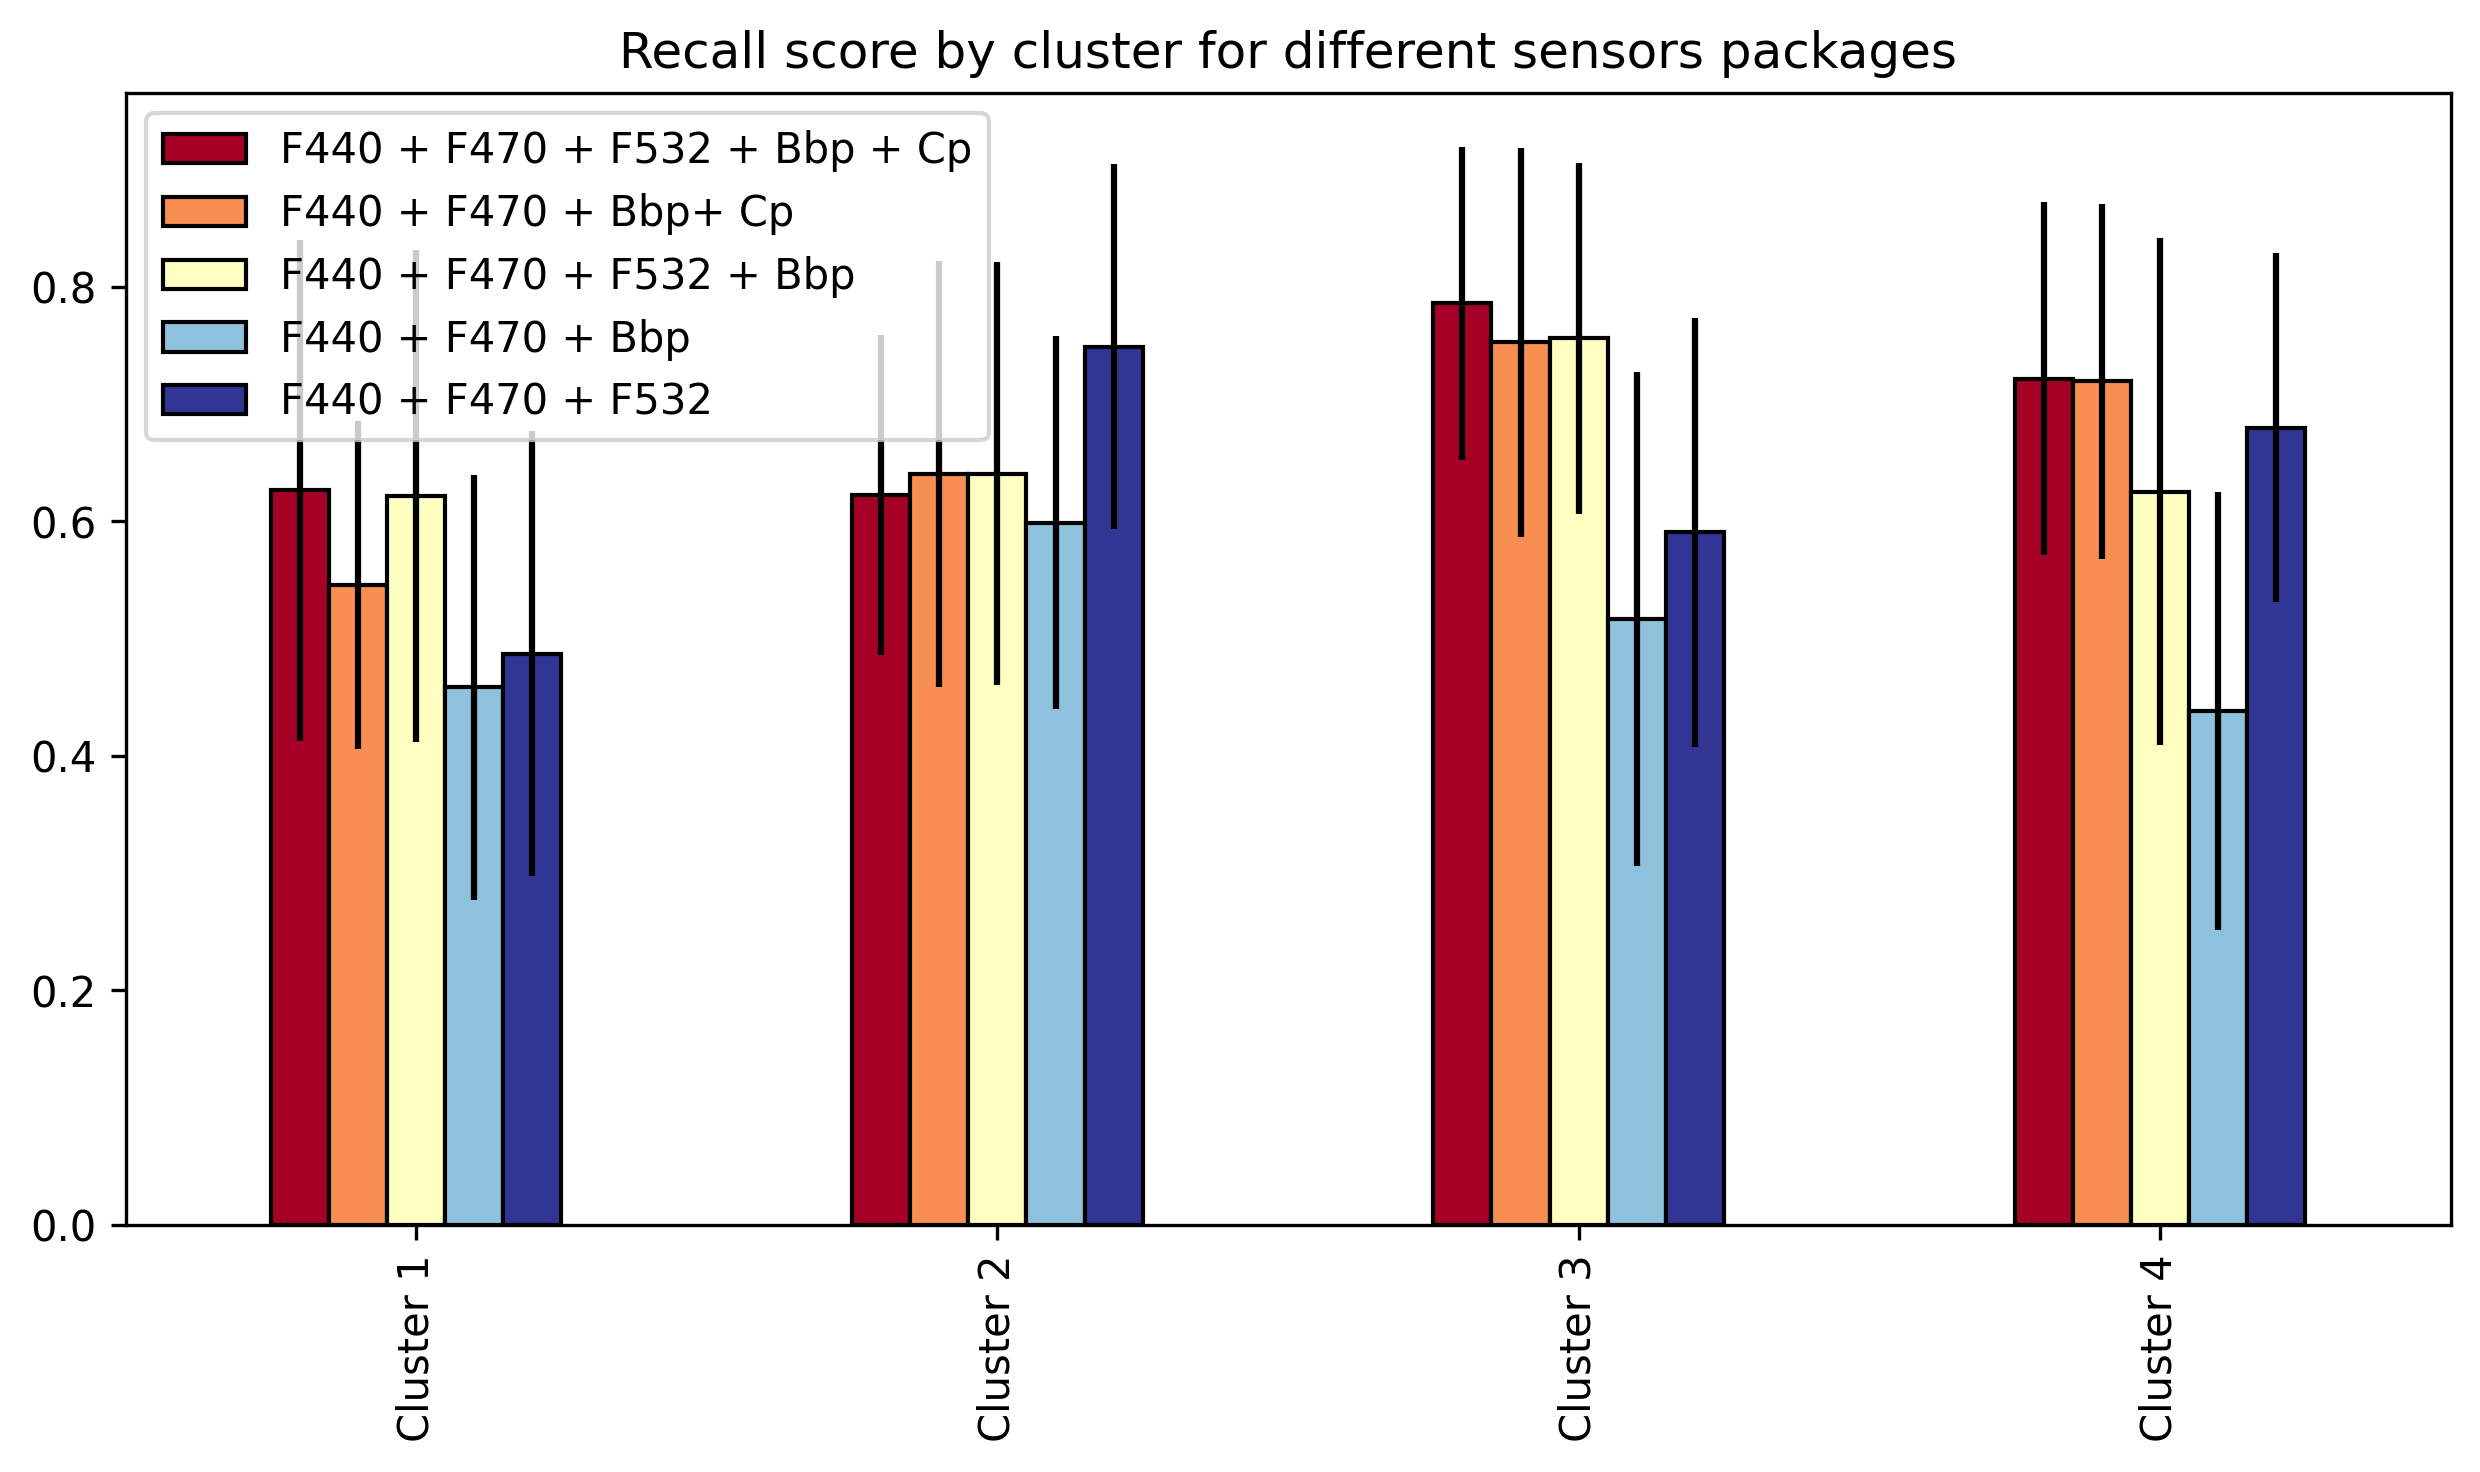 Recall score by cluster for different sensors packages
F440 + F470 + F532 + Bbp + Cp
F440 + F470 + Bbp+ Cp
F440 + F470 + F532 + Bbp
F440 + F470 + Bbp
F440 + F470 + F532
0.8
0.6
0.4
0.2
0.0
Cluster 1
Cluster 2
Cluster 3
Cluster 4